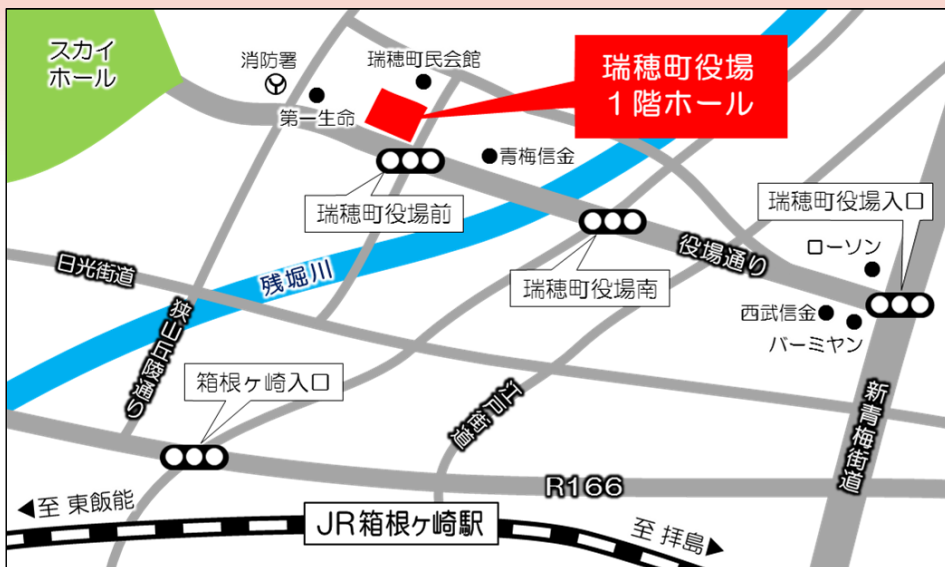 スカイ
ホール
消防署
第一生命
瑞穂町民会館
瑞穂町役場
1階ホール
青梅信金
瑞穂町役場前
瑞穂町役場南
瑞穂町役場入口
役場通り
ローソン
西武信金
バーミヤン
日光街道
残堀川
狭山丘陵通り
箱根ヶ崎入口
江戸街道
新青梅街道
R166
至 東飯能
JR箱根ヶ崎駅
至 拝島